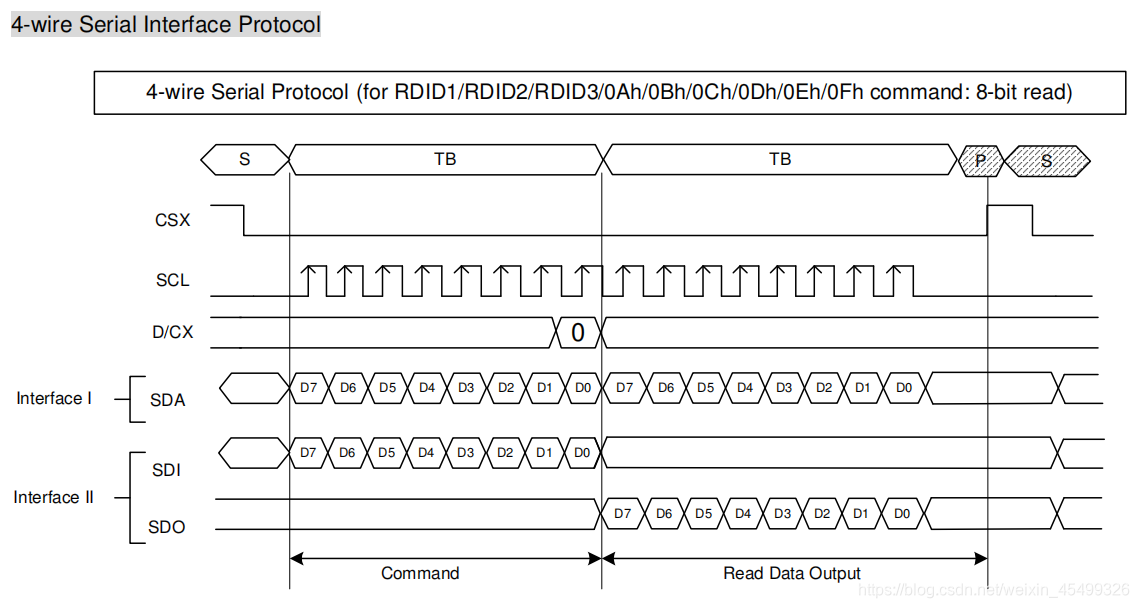 4-wire Serial Interface Protocol
4-wire Serial Protocol (for RDID1/RDID2/RDID3/0Ah/0Bh/0Ch/0Dh/0Eh/0Fh command: 8-bit read)
S TB TB P S
CSX
SCL
D/CX 0
Interface I SDA D7 D6 D5 D4 D3 D2 D1 D0 D7 D6 D5 D4 D3 D2 D1 D0
SDI D7 D6 D5 D4 D3 D2 D1 D0
Interface II
SDO D7 D6 D5 D4 D3 D2 D1 D0
Command Read Data Output
https://blog.csdn.net/weixin_45499326